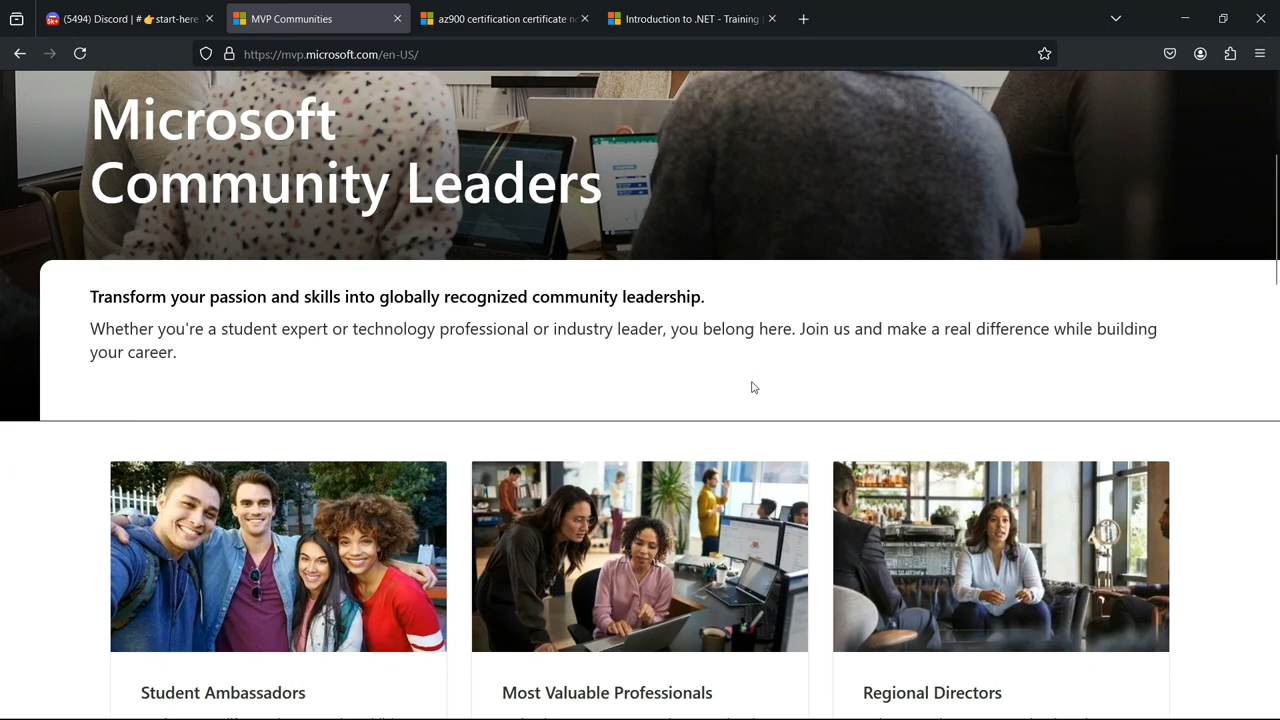 (5494) Discord | # 👉start-here
MVP Communities
az900 certification certificate n
Introduction to .NET - Training |
https://mvp.microsoft.com/en-US/
Microsoft
Community Leaders
Transform your passion and skills into globally recognized community leadership.
Whether you're a student expert or technology professional or industry leader, you belong here. Join us and make a real difference while building
your career.
Student Ambassadors
Most Valuable Professionals
Regional Directors